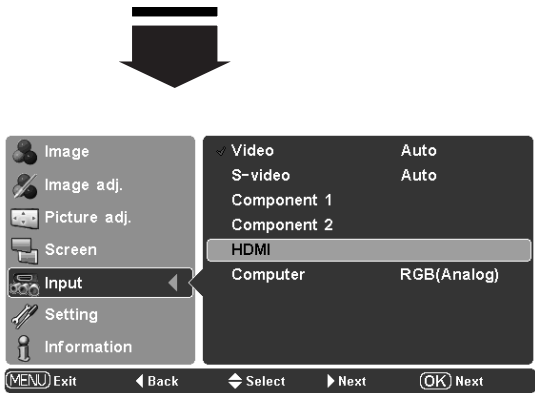 Image
Image adj.
Picture adj.
Screen
Input
Setting
Information
Video Auto
S-video Auto
Component 1
Component 2
HDMI
Computer RGB(Analog)
MENU Exit Back Select Next OK Next